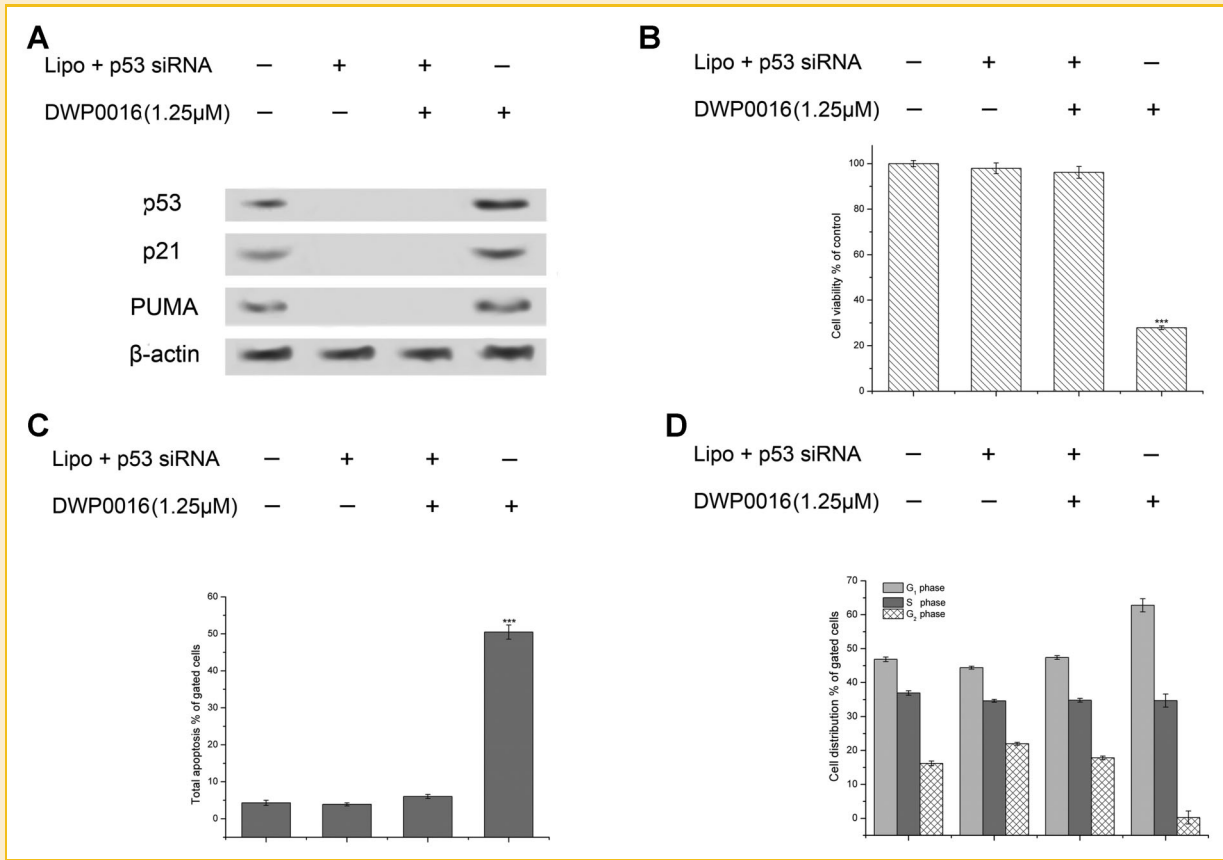 A
Lipo + p53 siRNA − + + −
DWP0016(1.25μM) − − + +
p53
p21
PUMA
β-actin
B
Lipo + p53 siRNA − + + −
DWP0016(1.25μM) − − + +
Cell viability % of control
100
80
60
40
20
0
***
C
Lipo + p53 siRNA − + + −
DWP0016(1.25μM) − − + +
Total apoptosis % of gated cells
60
50
40
30
20
10
0
***
D
Lipo + p53 siRNA − + + −
DWP0016(1.25μM) − − + +
Cell distribution % of gated cells
70
60
50
40
30
20
10
0
G₁ phase
S phase
G₂ phase